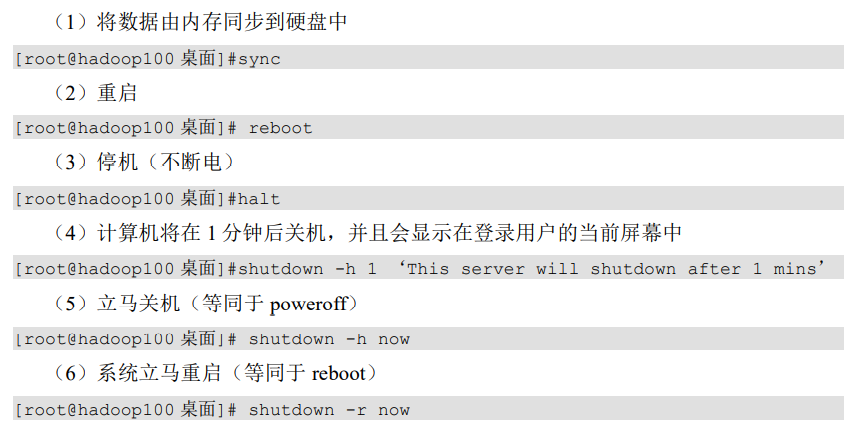 （1）将数据由内存同步到硬盘中
[root@hadoop100 桌面]#sync
（2）重启
[root@hadoop100 桌面]# reboot
（3）停机（不断电）
[root@hadoop100 桌面]#halt
（4）计算机将在 1 分钟后关机，并且会显示在登录用户的当前屏幕中
[root@hadoop100 桌面]#shutdown -h 1 ‘This server will shutdown after 1 mins’
（5）立马关机（等同于 poweroff）
[root@hadoop100 桌面]# shutdown -h now
（6）系统立马重启（等同于 reboot）
[root@hadoop100 桌面]# shutdown -r now